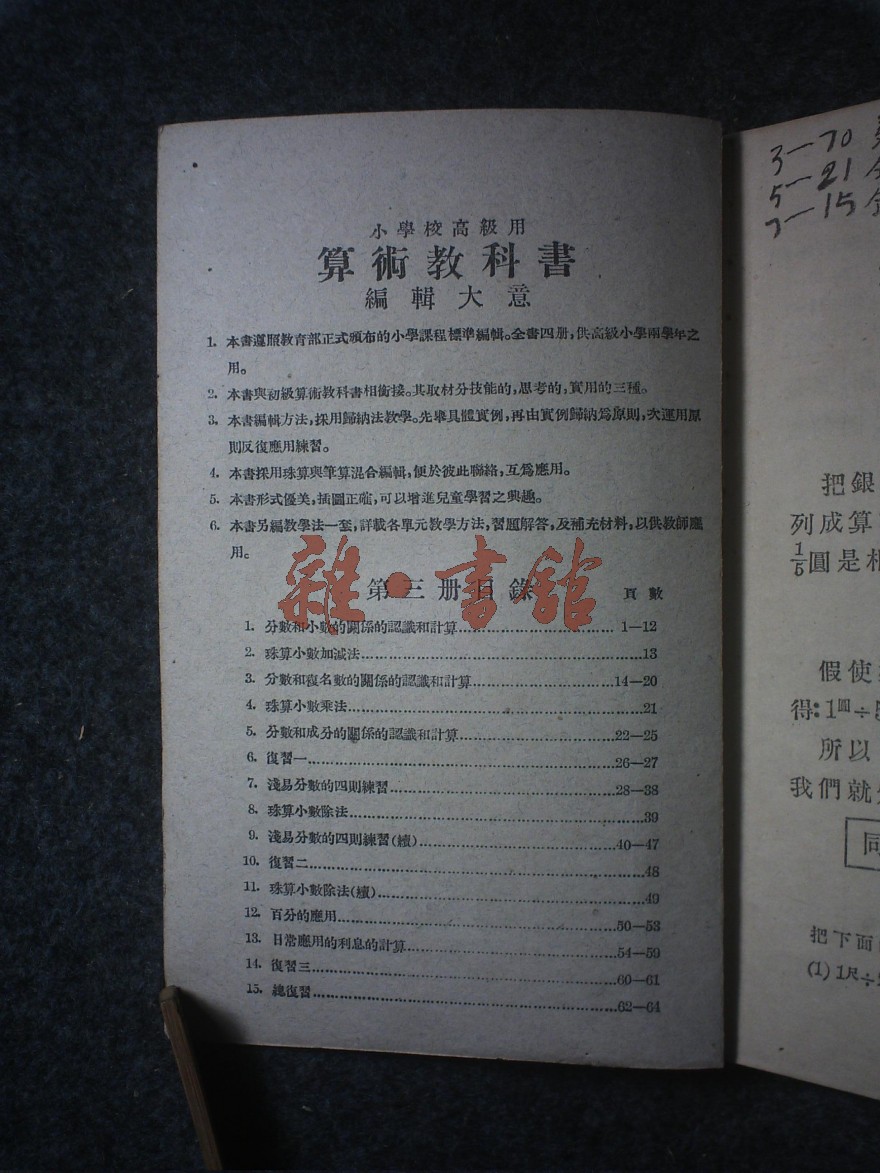 小學校高級用
算術教科書
編輯大意
1. 本書遵照教育部正式頒布的小學課程標準編輯。全書四册,供高級小學兩學年之
用。
2. 本書與初級算術教科書相銜接。其取材分技能的,思考的,實用的三種。
3. 本書編輯方法,採用歸納法教學。先舉具體實例,再由實例歸納爲原則,次運用原
則反復應用練習。
4. 本書採用珠算與筆算混合編輯,便於彼此聯絡,互爲應用。
5. 本書形式優美,插圖正確,可以增進兒童學習之興趣。
6. 本書另編教學法一套,詳載各單元教學方法,習題解答,及補充材料,以供教師應
用。
雜·書館
第三册目錄 頁數
1. 分數和小數的關係的認識和計算 1—12
2. 珠算小數加減法 13
3. 分數和複名數的關係的認識和計算 14—20
4. 珠算小數乘法 21
5. 分數和成分的關係的認識和計算 22—25
6. 復習一 26—27
7. 淺易分數的四則練習 28—38
8. 珠算小數除法 39
9. 淺易分數的四則練習(續) 40—47
10. 復習二 48
11. 珠算小數除法(續) 49
12. 百分的應用 50—53
13. 日常應用的利息的計算 54—59
14. 復習三 60—61
15. 總復習 62—64
3—70
5—21
7—15
把銀
列成算
1/5圓是相
假使
得:1圓÷
所以
我們就
同
把下面
(1) 1尺÷